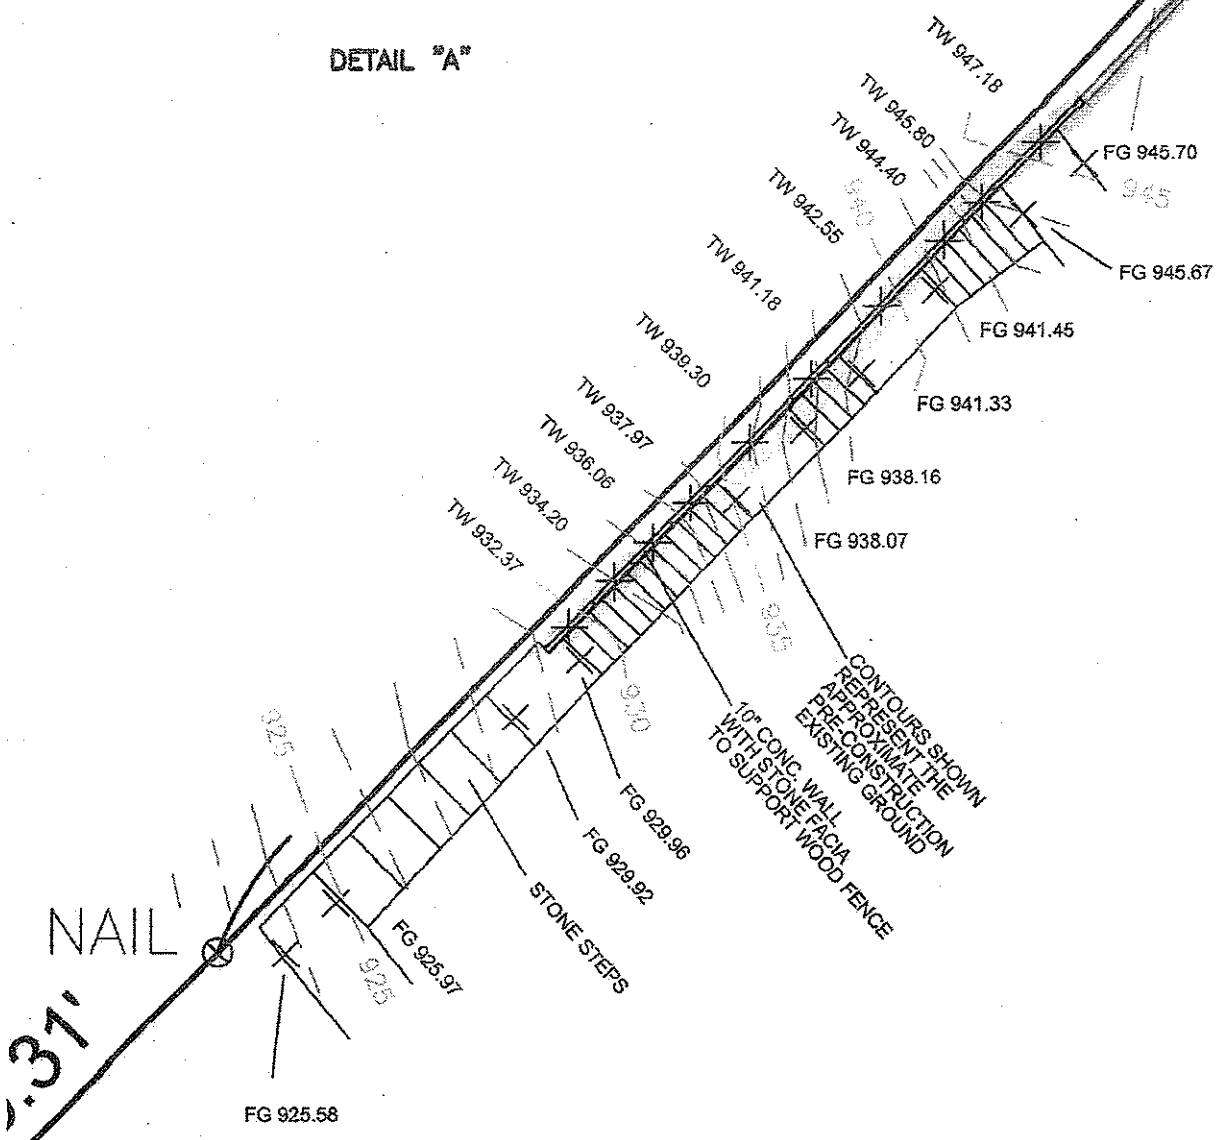 DETAIL "A"
TW 947.18
TW 945.80
TW 944.40
TW 942.55
TW 941.18
TW 939.30
TW 937.97
TW 936.06
TW 934.20
TW 932.37
940
FG 945.70
945
FG 945.67
FG 941.45
FG 941.33
FG 938.16
FG 938.07
935
930
925
CONTOURS SHOWN
REPRESENT THE
APPROXIMATE
PRE-CONSTRUCTION
EXISTING GROUND
10" CONC. WALL
WITH STONE FACIA
TO SUPPORT WOOD FENCE
FG 929.96
FG 929.92
STONE STEPS
FG 925.97
925
NAIL
.31'
FG 925.58